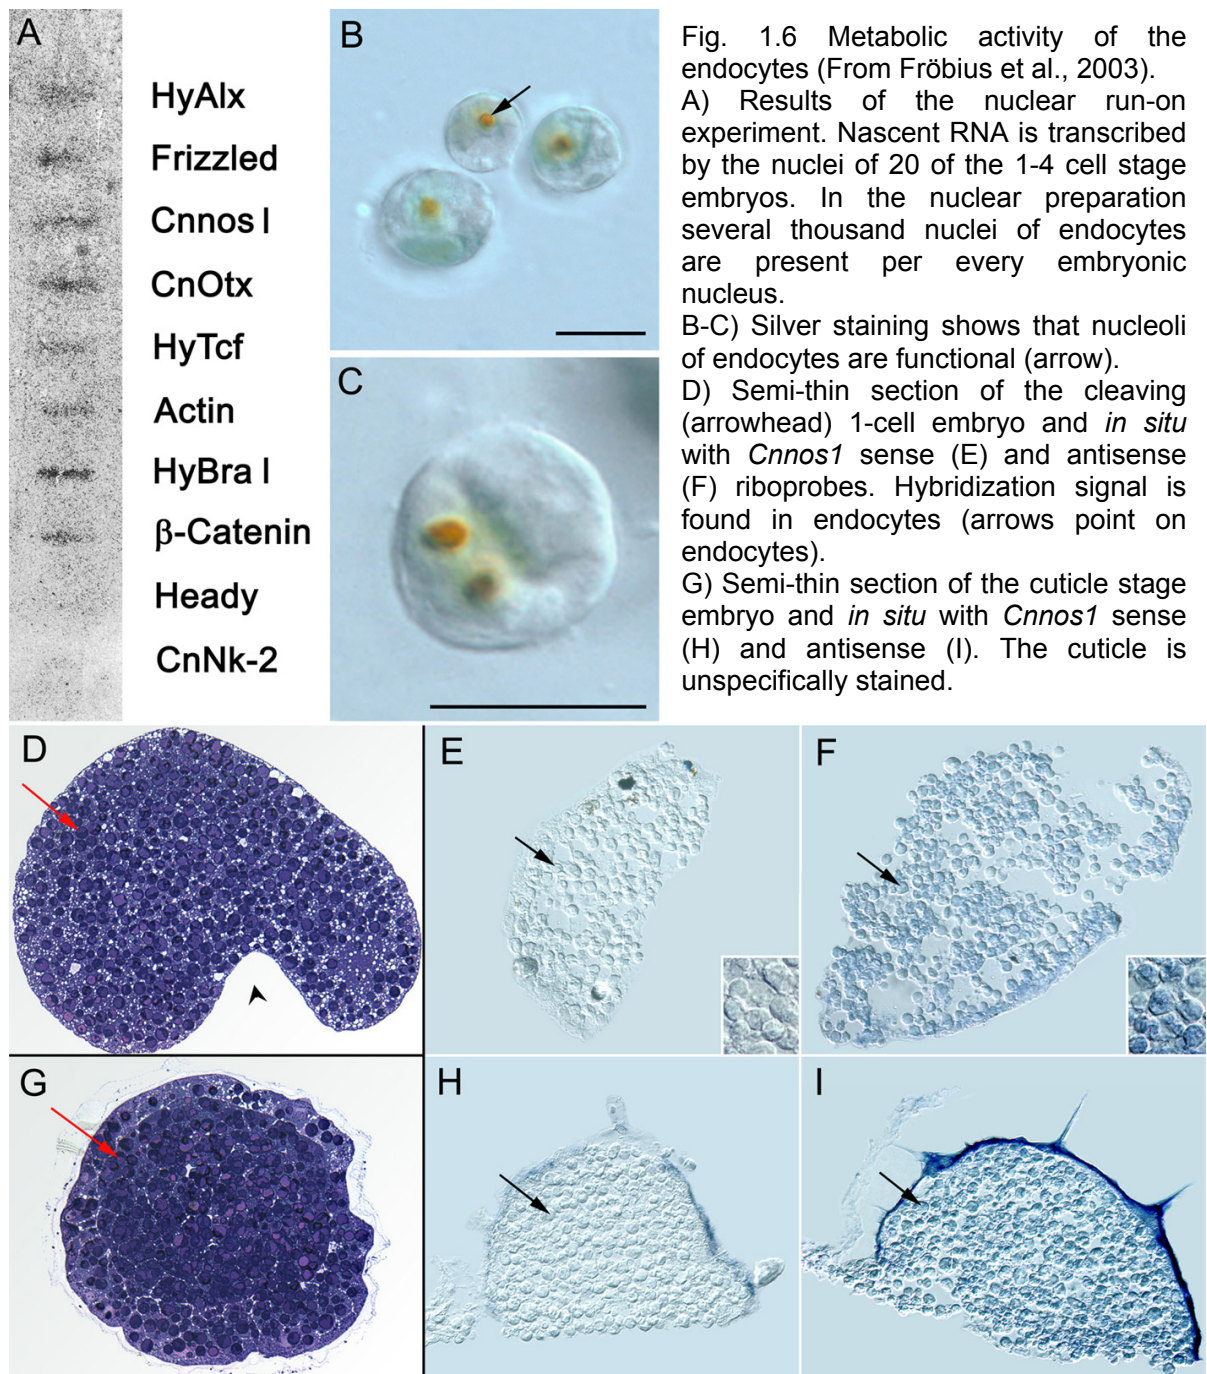 A
HyAlx
Frizzled
Cnnos I
CnOtx
HyTcf
Actin
HyBra I
β-Catenin
Heady
CnNk-2
B
C
Fig. 1.6 Metabolic activity of the
endocytes (From Fröbius et al., 2003).
A) Results of the nuclear run-on
experiment. Nascent RNA is transcribed
by the nuclei of 20 of the 1-4 cell stage
embryos. In the nuclear preparation
several thousand nuclei of endocytes
are present per every embryonic
nucleus.
B-C) Silver staining shows that nucleoli
of endocytes are functional (arrow).
D) Semi-thin section of the cleaving
(arrowhead) 1-cell embryo and in situ
with Cnnos1 sense (E) and antisense
(F) riboprobes. Hybridization signal is
found in endocytes (arrows point on
endocytes).
G) Semi-thin section of the cuticle stage
embryo and in situ with Cnnos1 sense
(H) and antisense (I). The cuticle is
unspecifically stained.
D
E
F
G
H
I